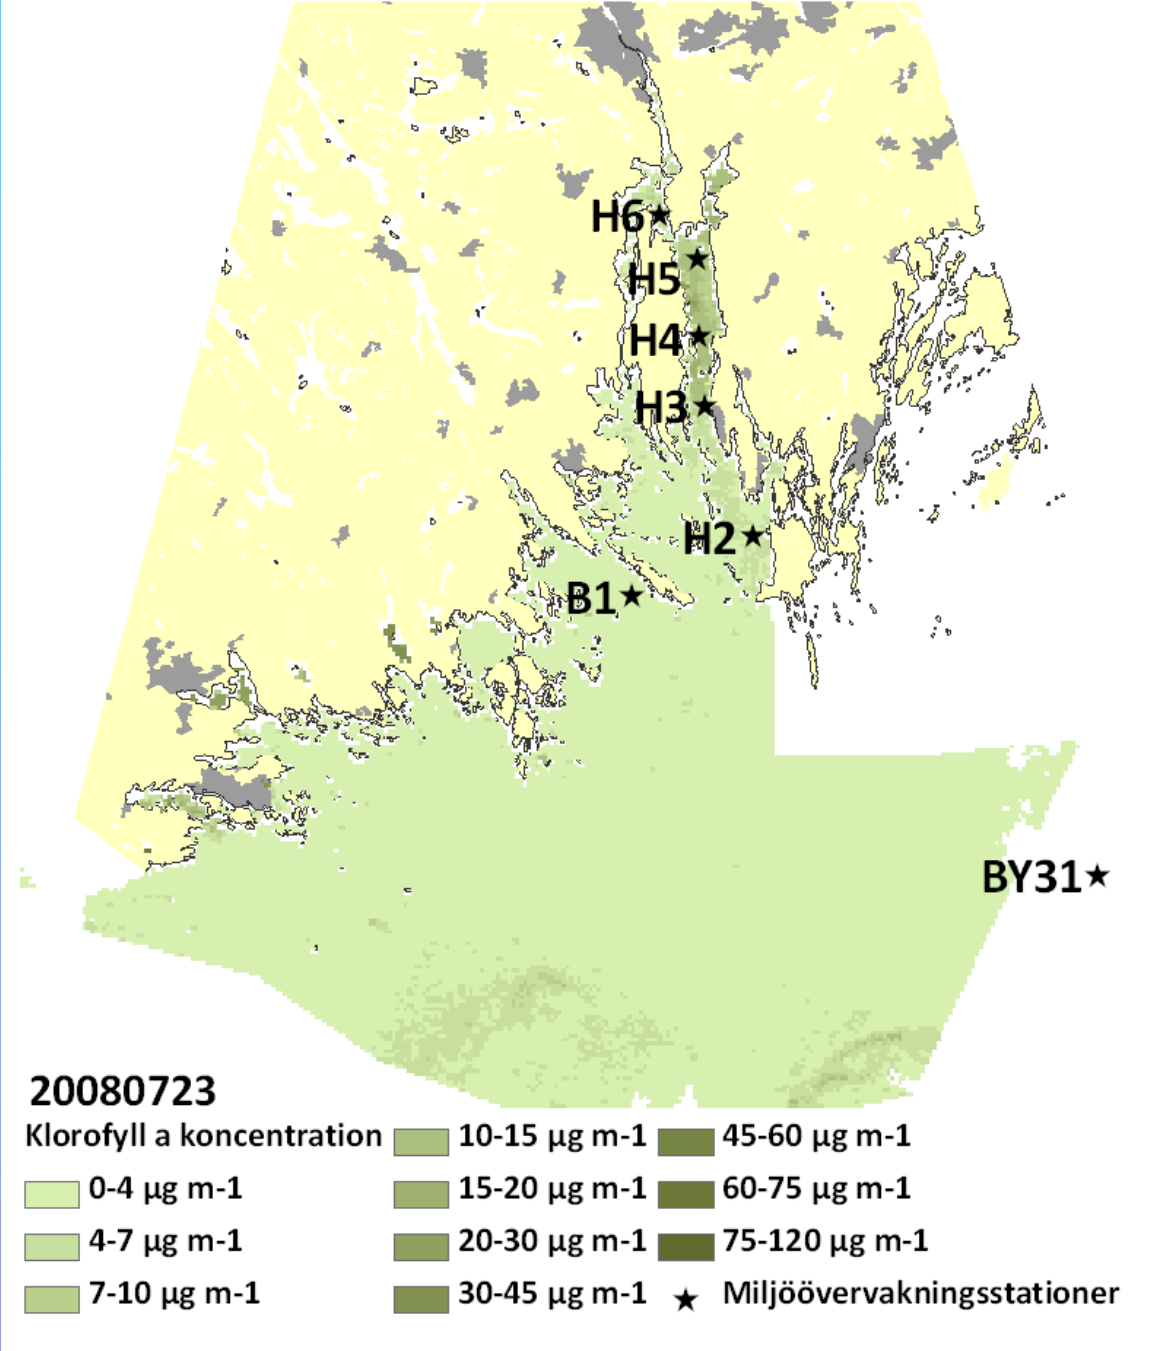 H6
H5
H4
H3
H2
B1
BY31
20080723
Klorofyll a koncentration
0-4 µg m-1
4-7 µg m-1
7-10 µg m-1
10-15 µg m-1
15-20 µg m-1
20-30 µg m-1
30-45 µg m-1
45-60 µg m-1
60-75 µg m-1
75-120 µg m-1
Miljöövervakningsstationer